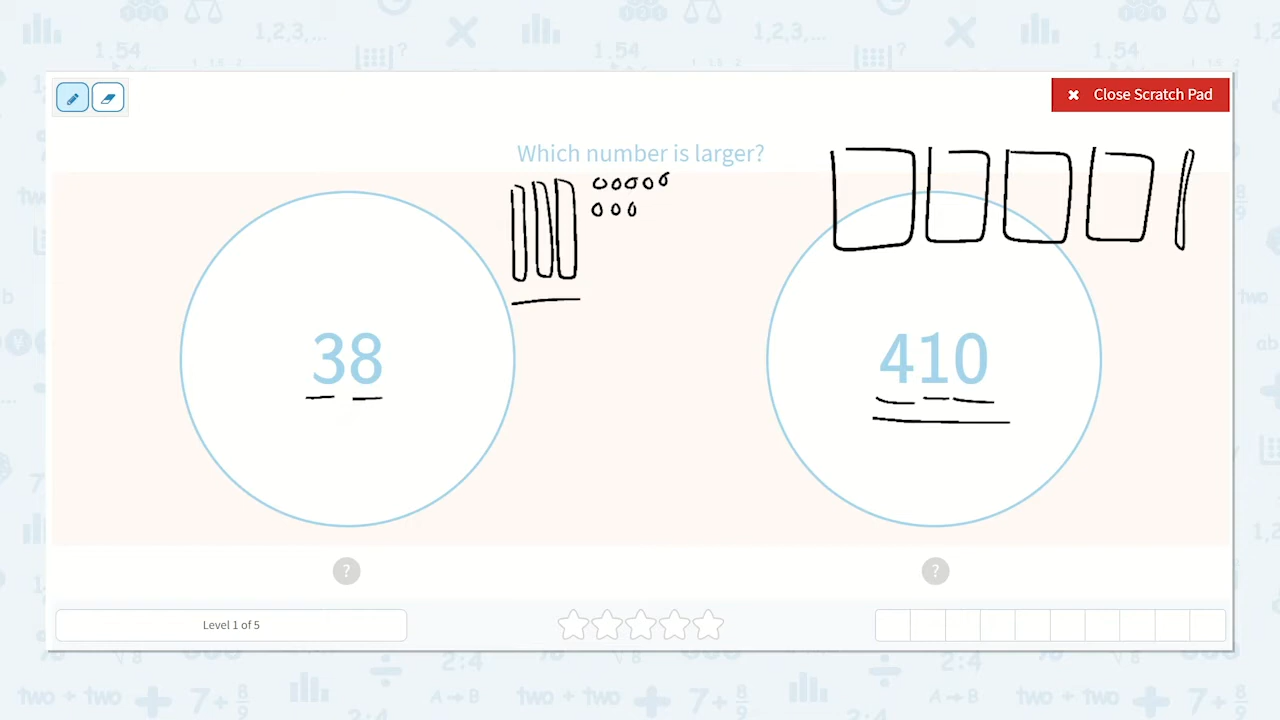 Close Scratch Pad
Which number is larger?
38
410
?
?
Level 1 of 5